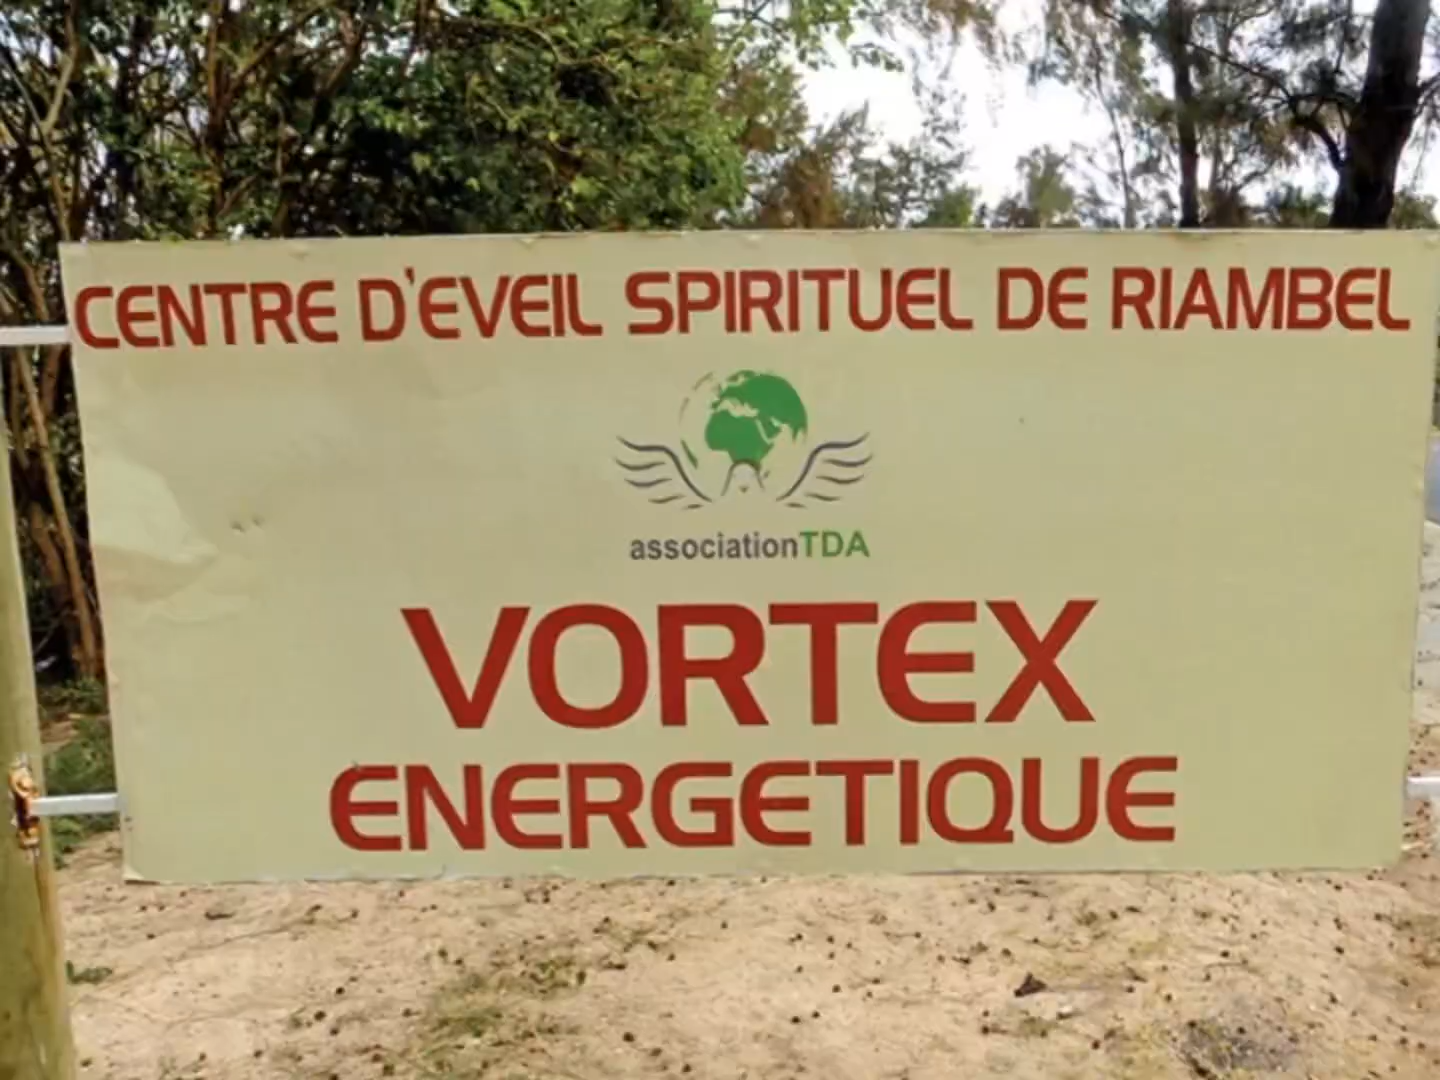 CENTRE D'EVEIL SPIRITUEL DE RIAMBEL
associationTDA
VORTEX
ENERGETIQUE